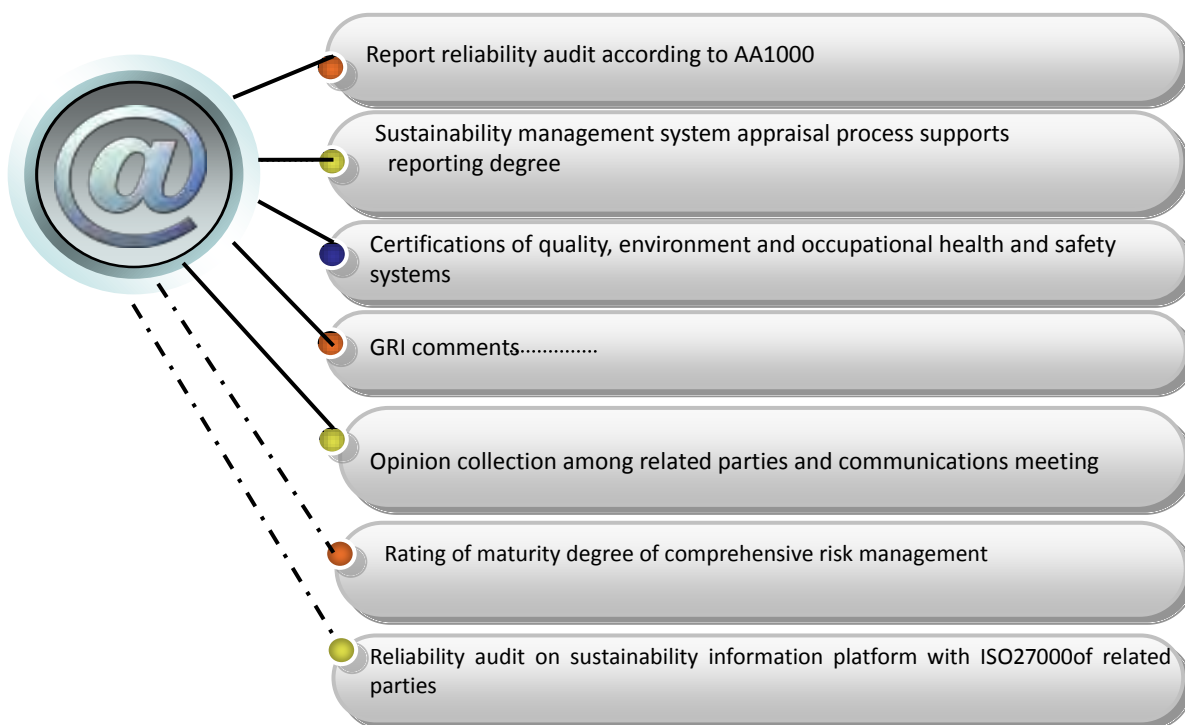 @
Report reliability audit according to AA1000
Sustainability management system appraisal process supports
reporting degree
Certifications of quality, environment and occupational health and safety
systems
GRI comments...............
Opinion collection among related parties and communications meeting
Rating of maturity degree of comprehensive risk management
Reliability audit on sustainability information platform with ISO27000of related
parties